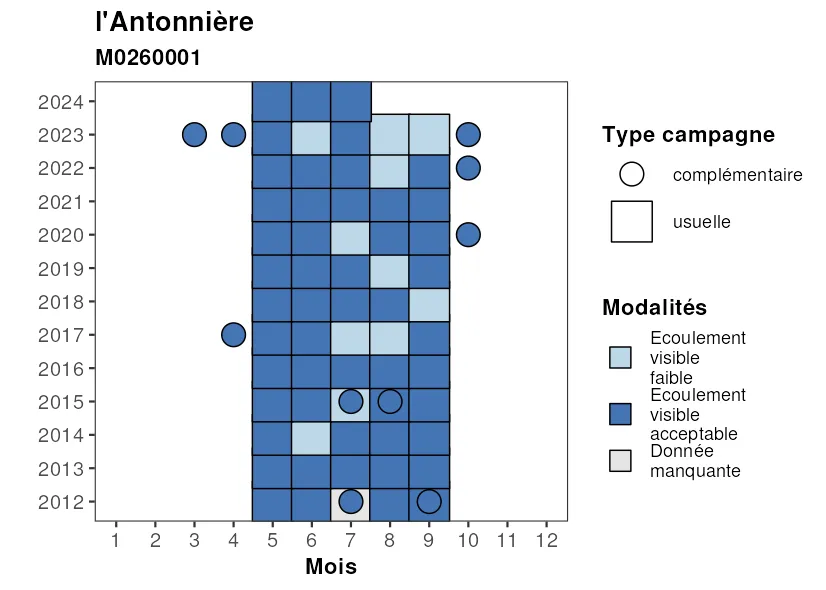 l'Antonnière
M0260001
2024
2023
2022
2021
2020
2019
2018
2017
2016
2015
2014
2013
2012
1 2 3 4 5 6 7 8 9 10 11 12
Mois
Type campagne
complémentaire
usuelle
Modalités
Ecoulement
visible
faible
Ecoulement
visible
acceptable
Donnée
manquante